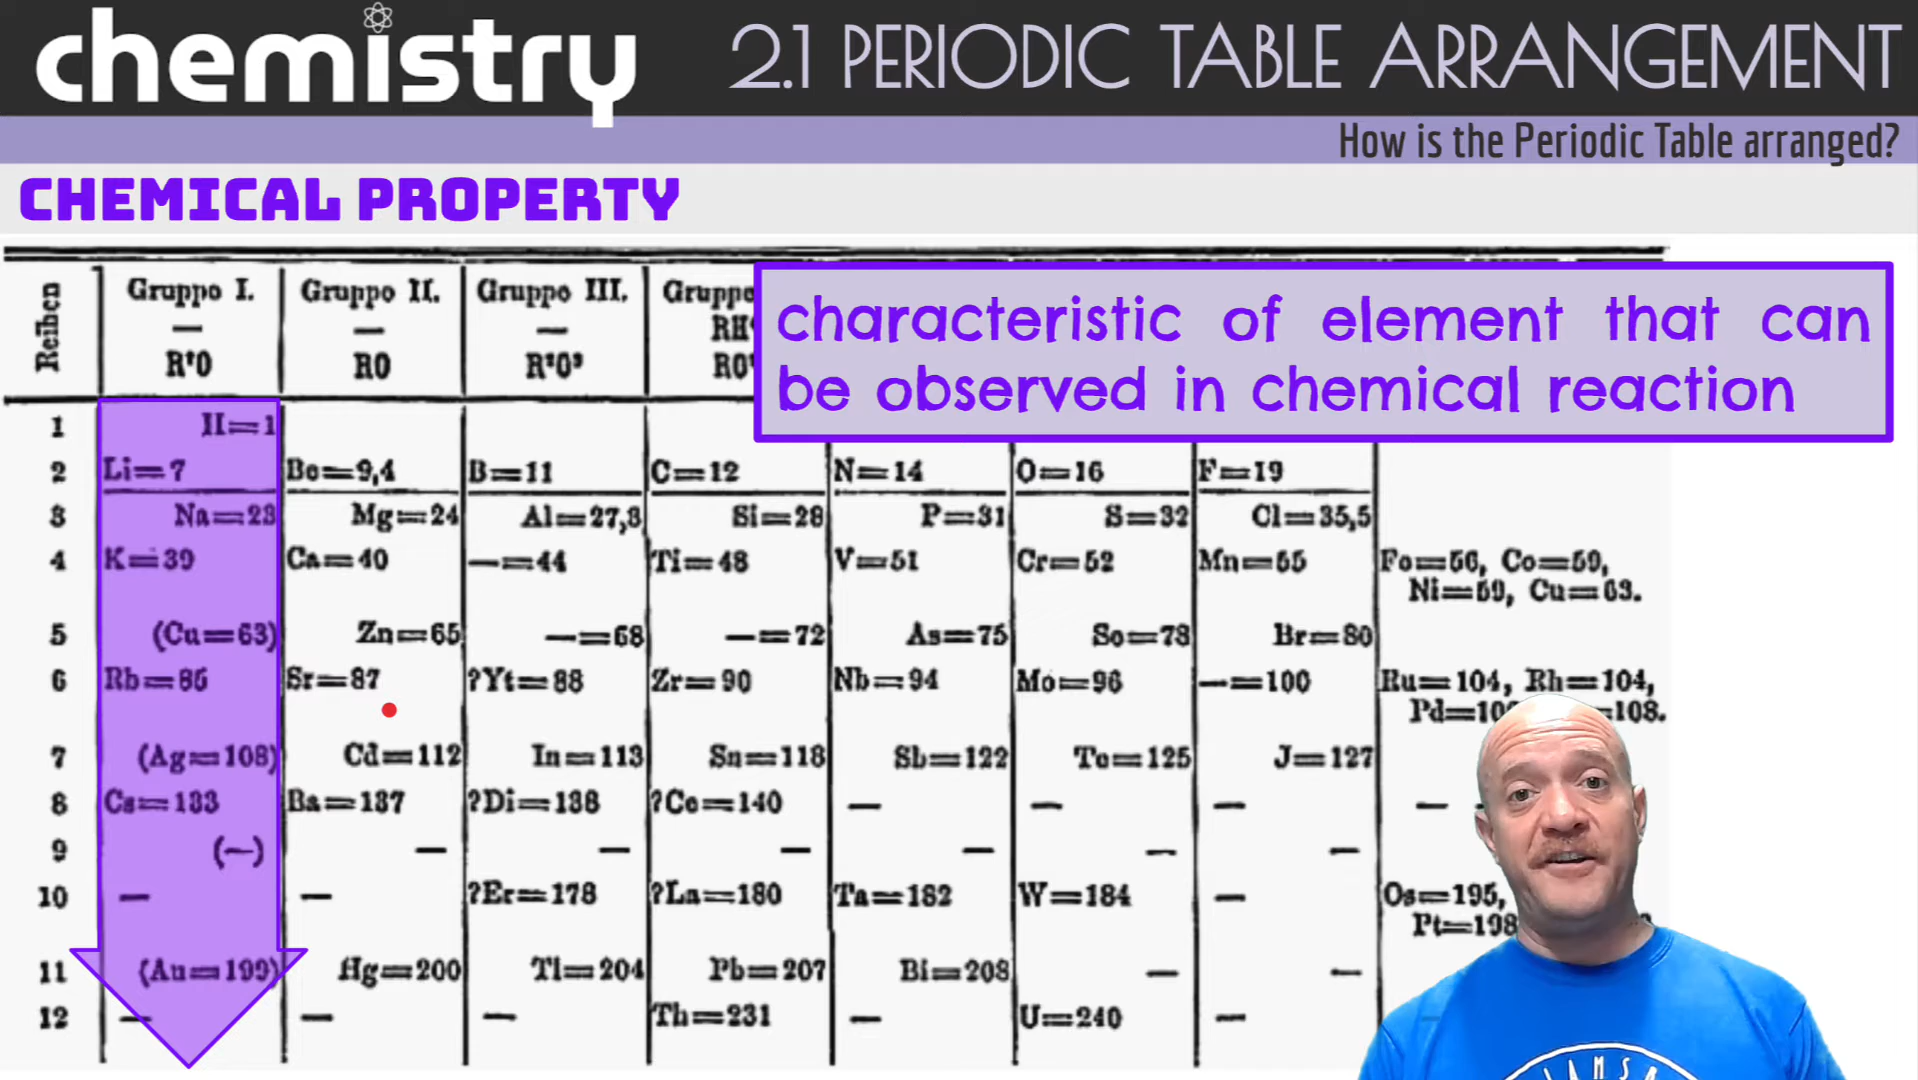 chemistry
2.1 PERIODIC TABLE ARRANGEMENT
How is the Periodic Table arranged?
CHEMICAL PROPERTY
characteristic of element that can
be observed in chemical reaction
Reihen
Gruppo I. — R²O
Gruppo II. — RO
Gruppo III. — R²O³
1 H=1
2 Li=7 Be=9,4 B=11 C=12 N=14 O=16 F=19
3 Na=23 Mg=24 Al=27,3 Si=28 P=31 S=32 Cl=35,5
4 K=39 Ca=40 —=44 Ti=48 V=51 Cr=52 Mn=55 Fo=56, Co=59,
Ni=59, Cu=63.
5 (Cu=63) Zn=65 —=68 —=72 As=75 So=78 Br=80
6 Rb=85 Sr=87 ?Yt=88 Zr=90 Nb=94 Mo=96 —=100 Ru=104, Rh=104,
=108.
7 (Ag=108) Cd=112 In=113 Sn=118 Sb=122 To=125 J=127
8 Cs=133 Ba=137 ?Di=138 ?Co=140 — — — —
9 (—) — — — — — —
10 — — ?Er=178 ?La=180 Ta=182 W=184 — Os=195,
Pt=198
11 (Au=199) Hg=200 Tl=204 Pb=207 Bi=208 — —
12 — — — Th=231 — U=240 —